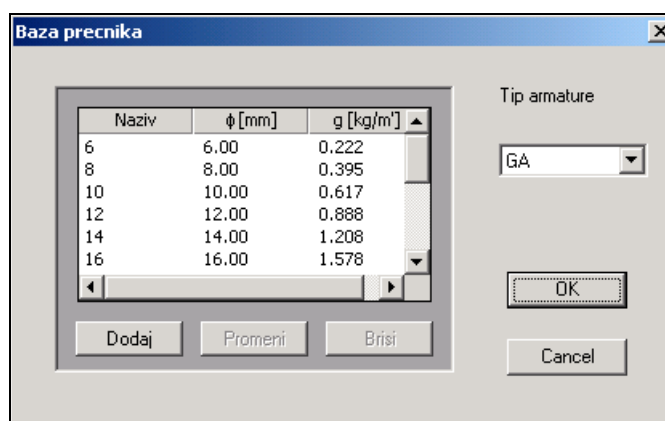 Baza precnika
Tip armature
Naziv ϕ [mm] g [kg/m']
GA
6 6.00 0.222
8 8.00 0.395
10 10.00 0.617
12 12.00 0.888
14 14.00 1.208
16 16.00 1.578
OK
Dodaj Promeni Brisi
Cancel